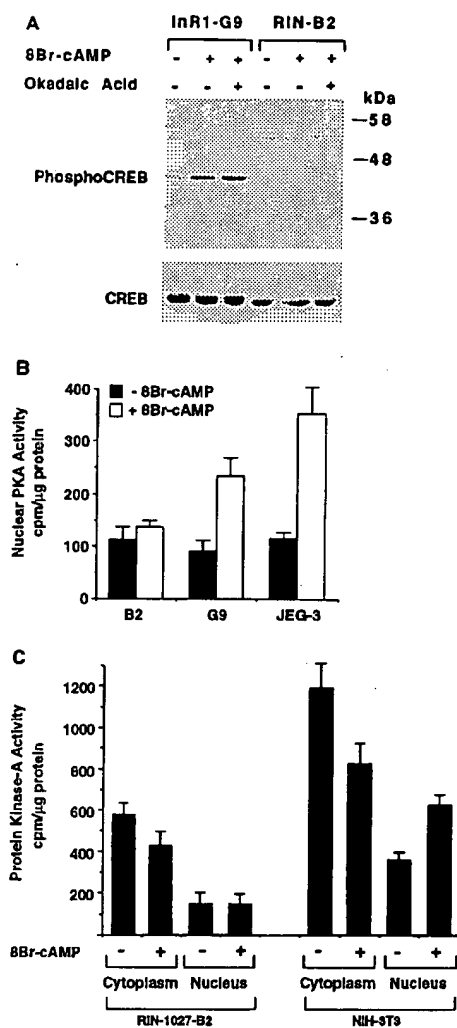 A
InR1-G9 RIN-B2
8Br-cAMP - + + - + +
Okadaic Acid - - + - - +
kDa
-58
-48
PhosphoCREB
-36
CREB
B
400
300
200
100
0
Nuclear PKA Activity
cpm/µg protein
- 8Br-cAMP
+ 8Br-cAMP
B2 G9 JEG-3
C
1200
1000
800
600
400
200
Protein Kinase-A Activity
cpm/µg protein
8Br-cAMP - + - + - + - +
Cytoplasm Nucleus Cytoplasm Nucleus
RIN-1027-B2 NIH-3T3